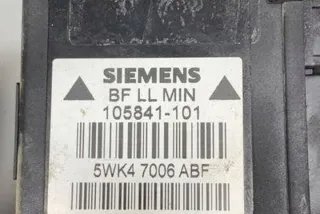 SIEMENS
BF LL MIN
105841-101
5WK4 7006 ABF